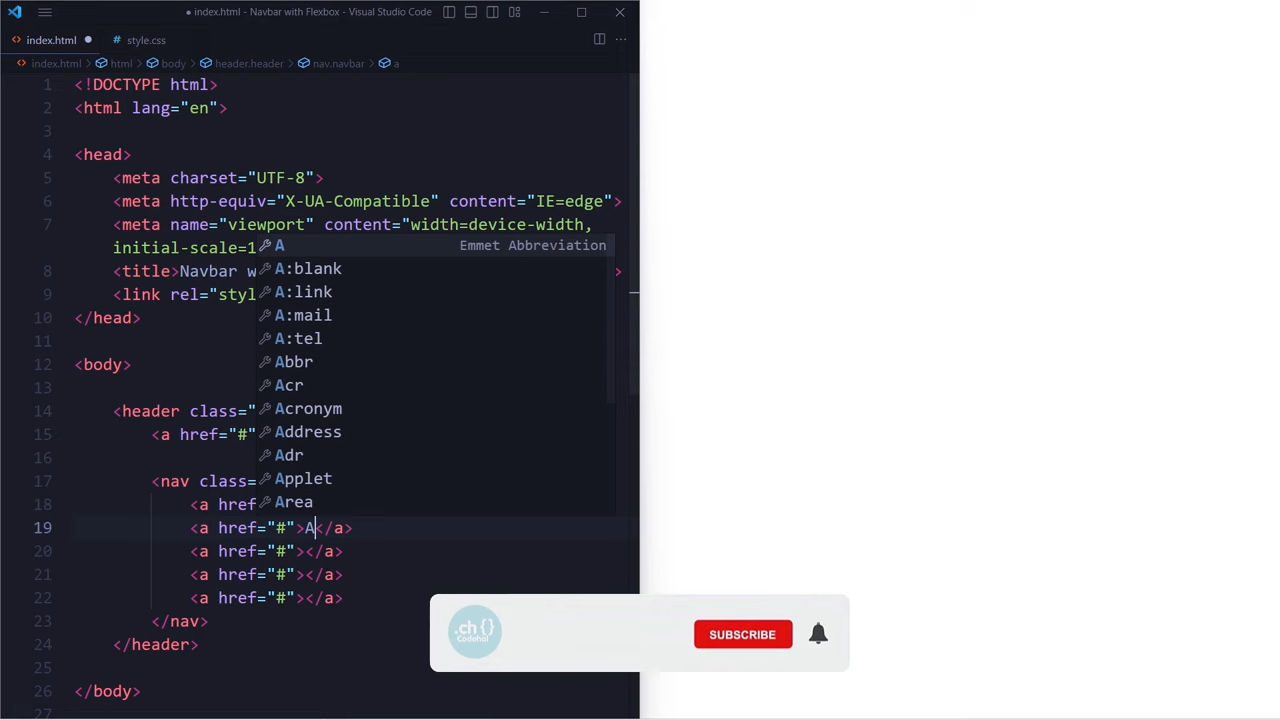 ● index.html - Navbar with Flexbox - Visual Studio Code
index.html ● # style.css ...
index.html > html > body > header.header > nav.navbar > a
1 <!DOCTYPE html>
2 <html lang="en">
3
4 <head>
5 <meta charset="UTF-8">
6 <meta http-equiv="X-UA-Compatible" content="IE=edge">
7 <meta name="viewport" content="width=device-width,
initial-scale=1
A Emmet Abbreviation
8 <title>Navbar w >
A:blank
9 <link rel="styl
A:link
10 </head>
A:mail
11
A:tel
12 <body>
Abbr
13
Acr
14 <header class="
Acronym
15 <a href="#"
Address
16
Adr
17 <nav class=
Applet
18 <a href
Area
19 <a href="#">A</a>
20 <a href="#"></a>
21 <a href="#"></a>
22 <a href="#"></a>
23 </nav>
24 </header>
25
26 </body>
27
.ch {}
Codehal
SUBSCRIBE